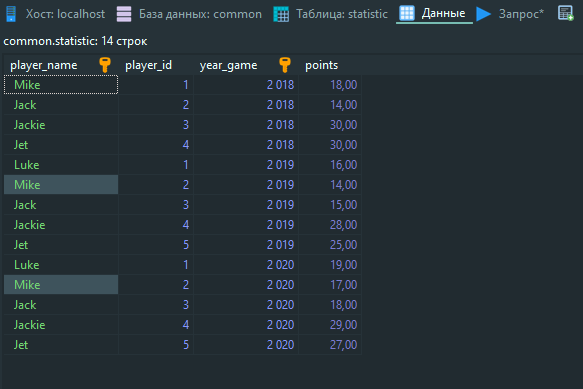 Хост: localhost База данных: common Таблица: statistic Данные Запрос*
common.statistic: 14 строк
player_name player_id year_game points
Mike 1 2 018 18,00
Jack 2 2 018 14,00
Jackie 3 2 018 30,00
Jet 4 2 018 30,00
Luke 1 2 019 16,00
Mike 2 2 019 14,00
Jack 3 2 019 15,00
Jackie 4 2 019 28,00
Jet 5 2 019 25,00
Luke 1 2 020 19,00
Mike 2 2 020 17,00
Jack 3 2 020 18,00
Jackie 4 2 020 29,00
Jet 5 2 020 27,00